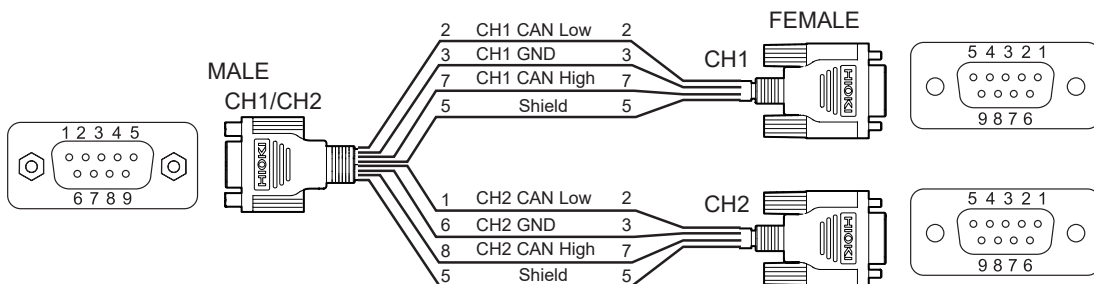 FEMALE
2 CH1 CAN Low 2
3 CH1 GND 3
7 CH1 CAN High 7
5 Shield 5
CH1
HIOKI
5 4 3 2 1
9 8 7 6
MALE
CH1/CH2
1 2 3 4 5
6 7 8 9
HIOKI
1 CH2 CAN Low 2
6 CH2 GND 3
8 CH2 CAN High 7
5 Shield 5
CH2
HIOKI
5 4 3 2 1
9 8 7 6